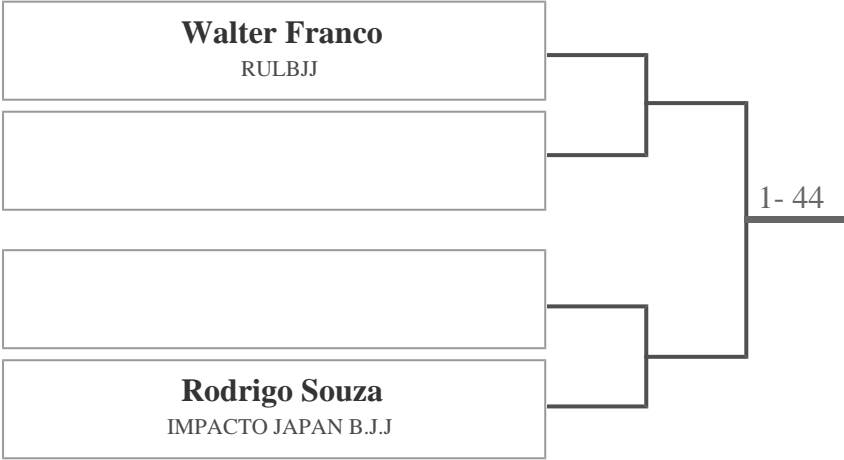 Walter Franco
RULBJJ
1- 44
Rodrigo Souza
IMPACTO JAPAN B.J.J